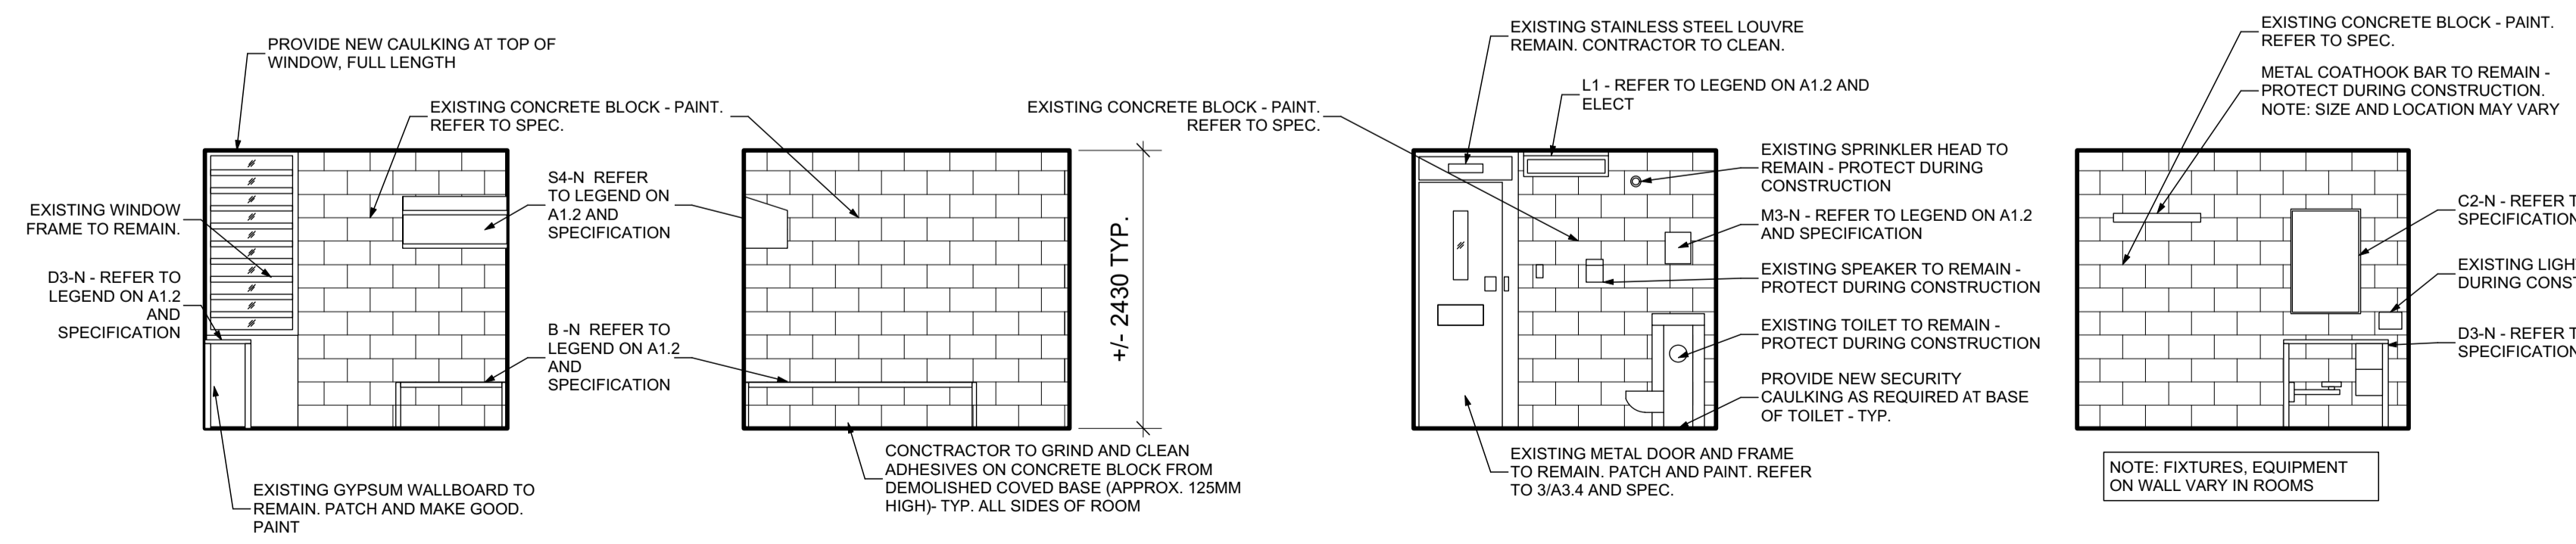 PROVIDE NEW CAULKING AT TOP OF
WINDOW, FULL LENGTH
EXISTING CONCRETE BLOCK - PAINT.
REFER TO SPEC.
EXISTING WINDOW
FRAME TO REMAIN.
D3-N - REFER TO
LEGEND ON A1.2
AND
SPECIFICATION
S4-N REFER
TO LEGEND ON
A1.2 AND
SPECIFICATION
B -N REFER TO
LEGEND ON A1.2
AND
SPECIFICATION
EXISTING GYPSUM WALLBOARD TO
REMAIN. PATCH AND MAKE GOOD.
PAINT
CONCTRACTOR TO GRIND AND CLEAN
ADHESIVES ON CONCRETE BLOCK FROM
DEMOLISHED COVED BASE (APPROX. 125MM
HIGH)- TYP. ALL SIDES OF ROOM
+/- 2430 TYP.
EXISTING CONCRETE BLOCK - PAINT.
REFER TO SPEC.
EXISTING STAINLESS STEEL LOUVRE
REMAIN. CONTRACTOR TO CLEAN.
L1 - REFER TO LEGEND ON A1.2 AND
ELECT
EXISTING SPRINKLER HEAD TO
REMAIN - PROTECT DURING
CONSTRUCTION
M3-N - REFER TO LEGEND ON A1.2
AND SPECIFICATION
EXISTING SPEAKER TO REMAIN -
PROTECT DURING CONSTRUCTION
EXISTING TOILET TO REMAIN -
PROTECT DURING CONSTRUCTION
PROVIDE NEW SECURITY
CAULKING AS REQUIRED AT BASE
OF TOILET - TYP.
EXISTING METAL DOOR AND FRAME
TO REMAIN. PATCH AND PAINT. REFER
TO 3/A3.4 AND SPEC.
EXISTING CONCRETE BLOCK - PAINT.
REFER TO SPEC.
METAL COATHOOK BAR TO REMAIN -
PROTECT DURING CONSTRUCTION.
NOTE: SIZE AND LOCATION MAY VARY
C2-N - REFER
SPECIFICATION
EXISTING
DURING
D3-N - REFER
SPECIFICATION
NOTE: FIXTURES, EQUIPMENT
ON WALL VARY IN ROOMS